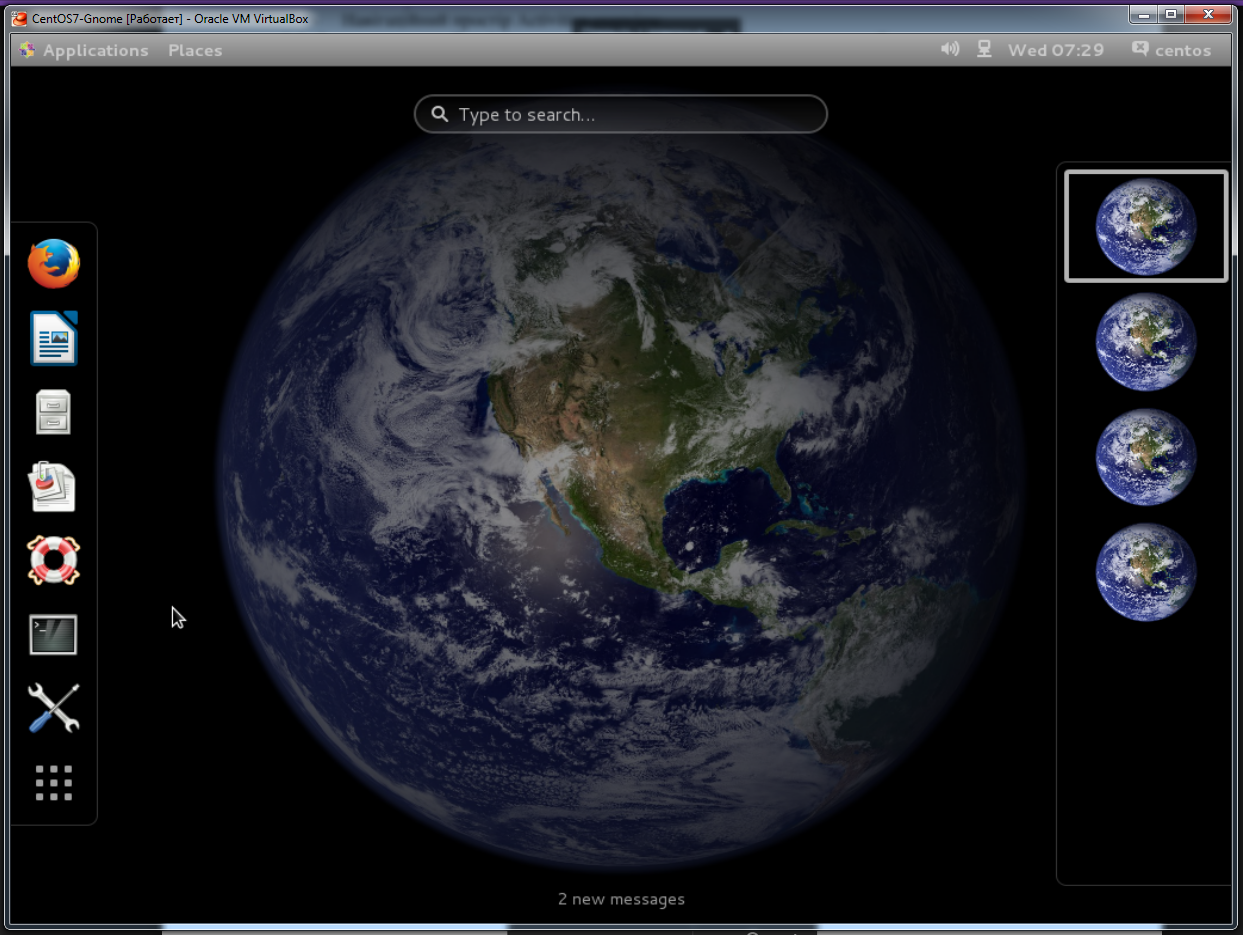 CentOS7-Gnome [Работает] - Oracle VM VirtualBox
Applications Places Wed 07:29 centos
Type to search...
2 new messages